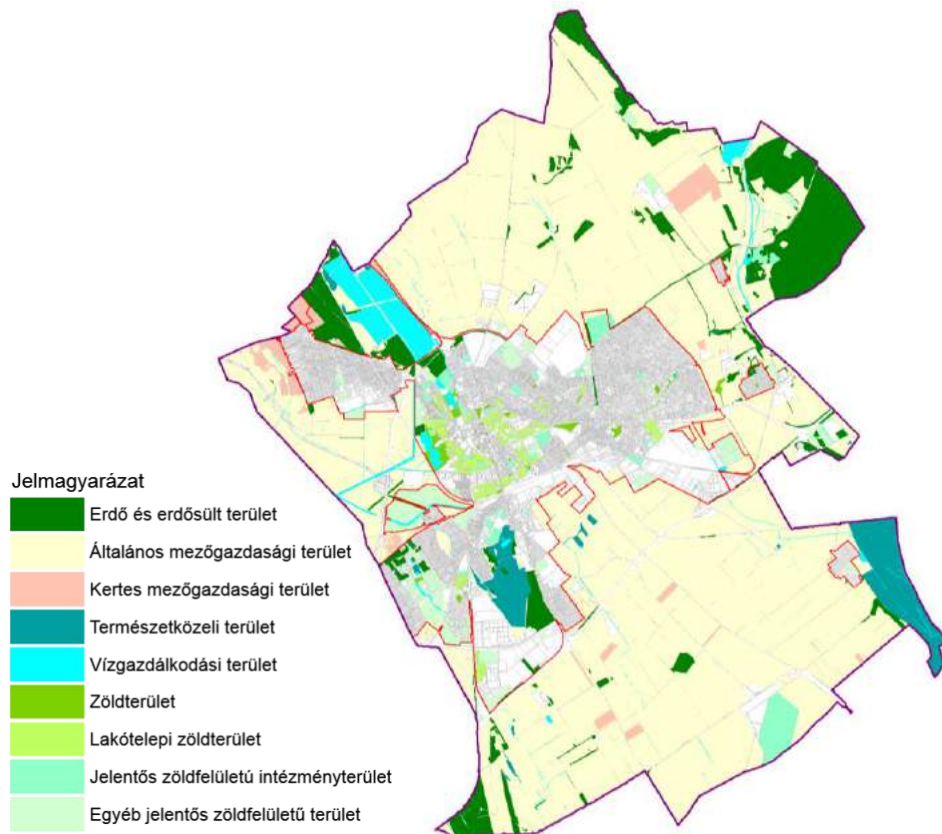 Jelmagyarázat
Erdő és erdősült terület
Általános mezőgazdasági terület
Kertes mezőgazdasági terület
Természetközeli terület
Vízgazdálkodási terület
Zöldterület
Lakótelepi zöldterület
Jelentős zöldfelületú intézményterület
Egyéb jelentős zöldfelületű terület